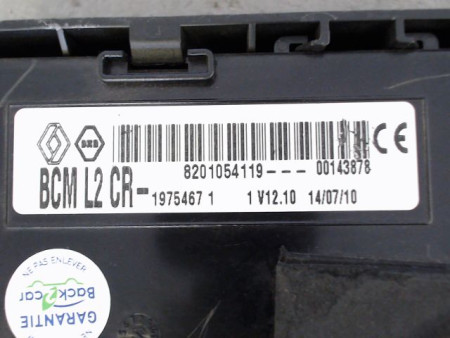 8201054119--- 00143878
BCM L2 CR-1975467 1 1 V12.10 14/07/10
CE
NE PAS ENLEVER
Back2car
GARANTIE